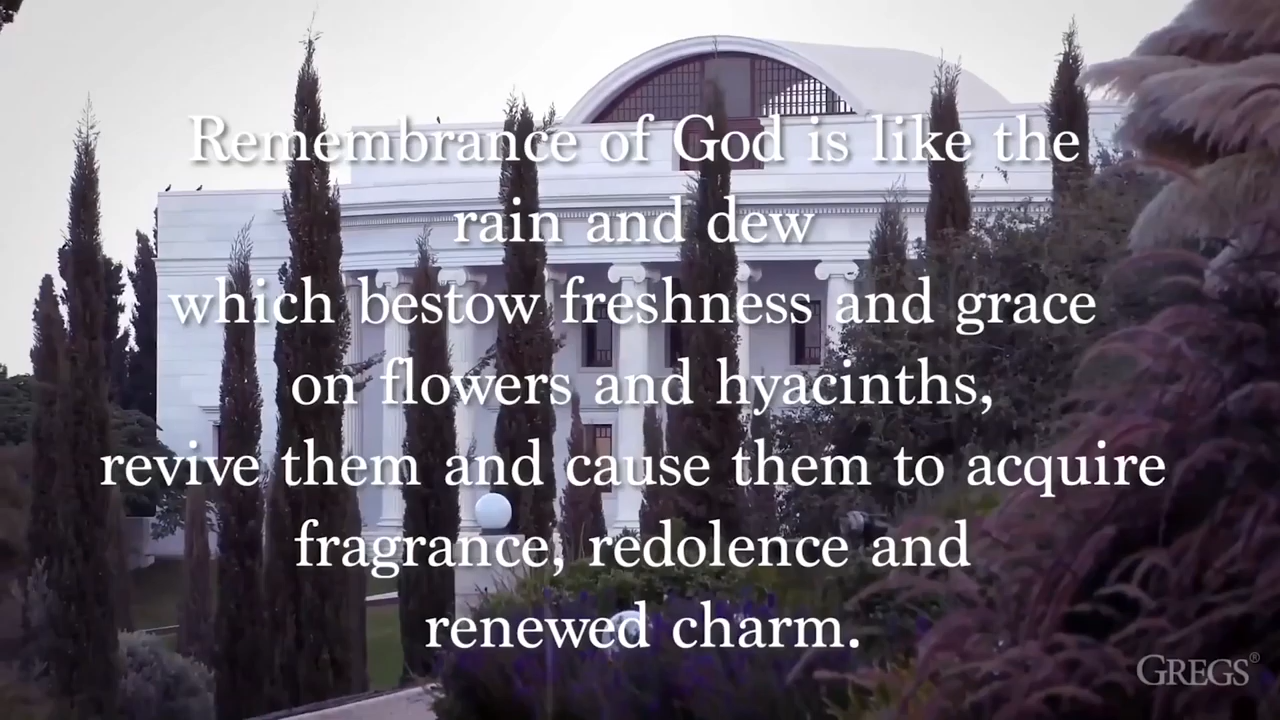 Remembrance of God is like the
rain and dew
which bestow freshness and grace
on flowers and hyacinths,
revive them and cause them to acquire
fragrance, redolence and
renewed charm.
GREGS®